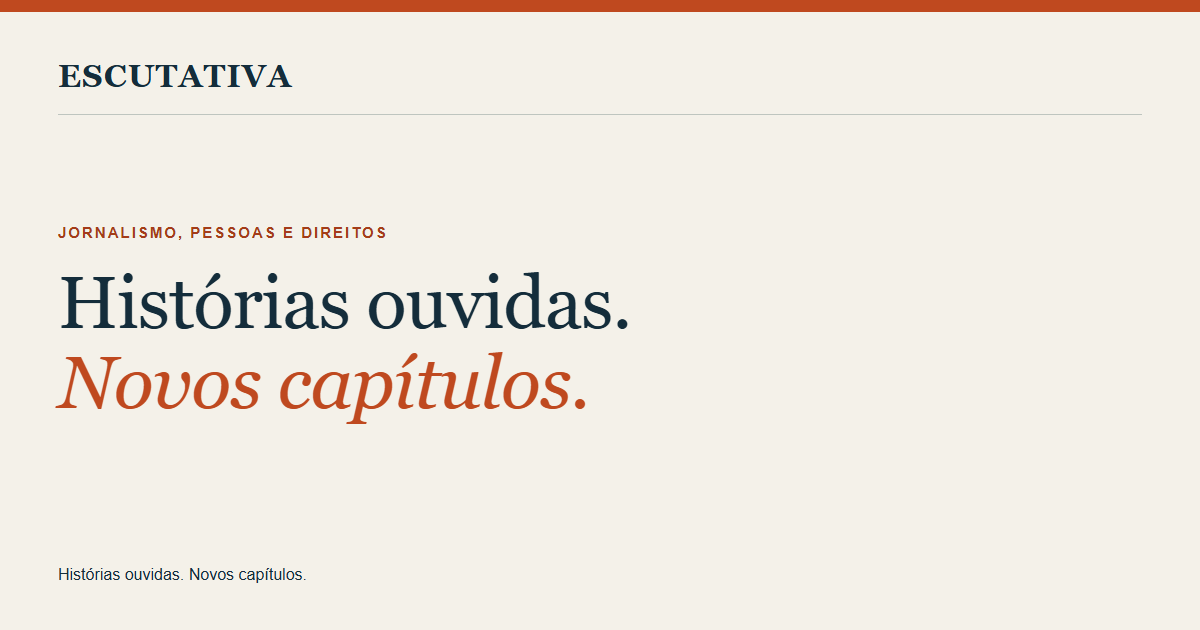 ESCUTATIVA
JORNALISMO, PESSOAS E DIREITOS
Histórias ouvidas.
Novos capítulos.
Histórias ouvidas. Novos capítulos.